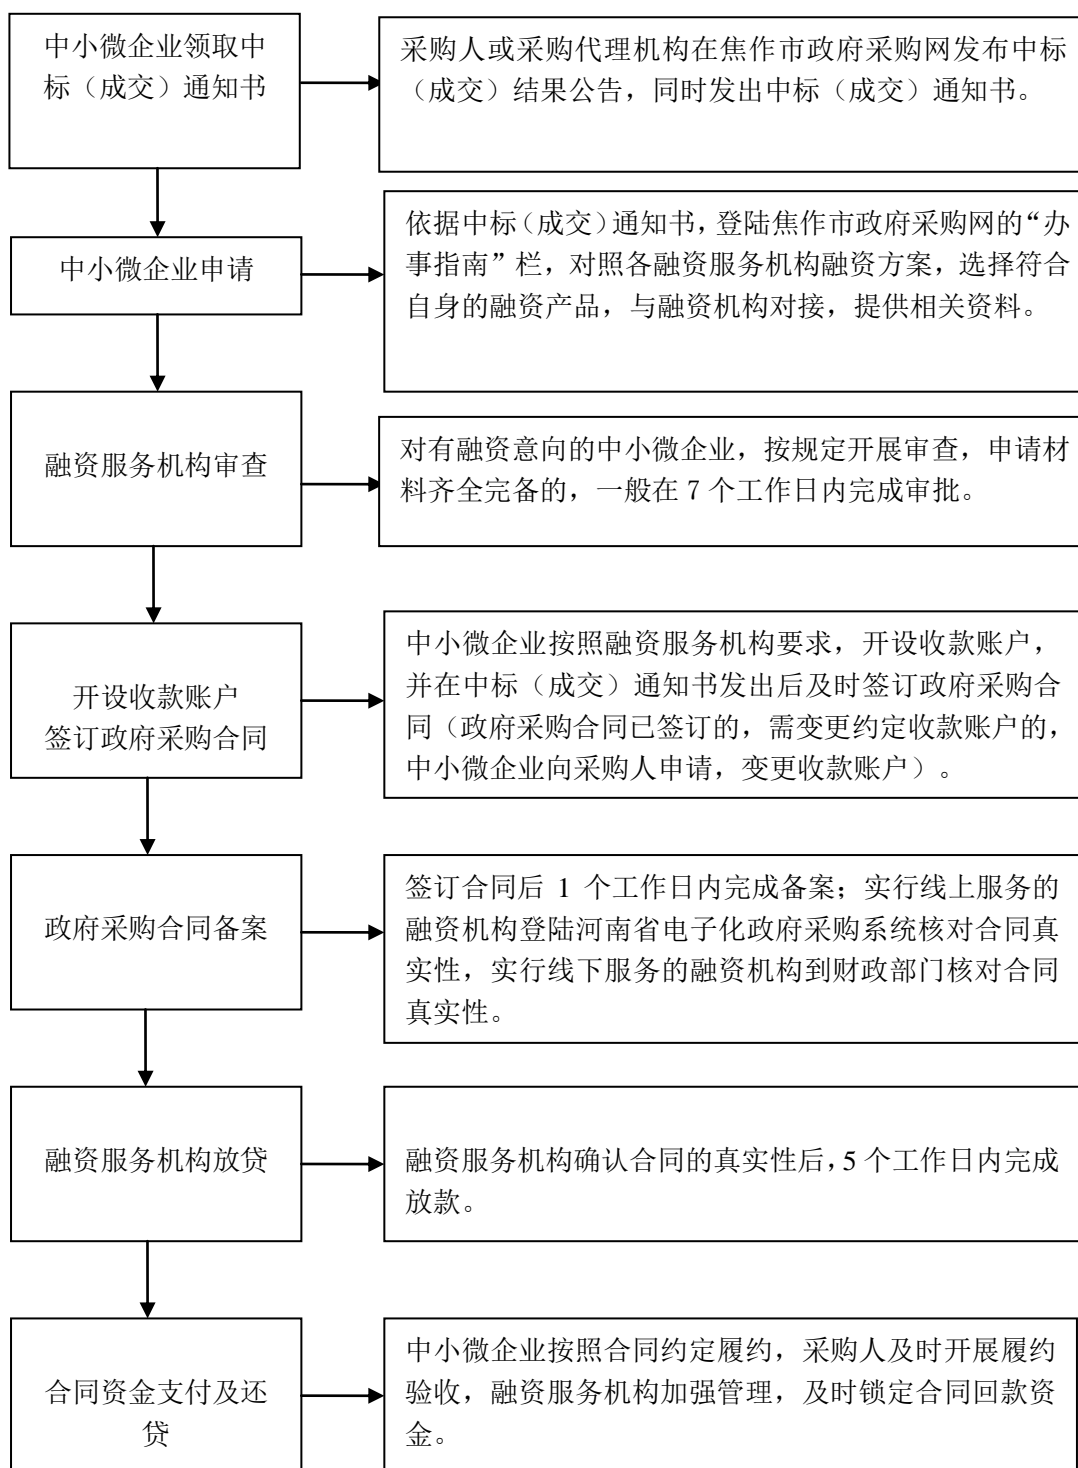 中小微企业领取中
标（成交）通知书
采购人或采购代理机构在焦作市政府采购网发布中标
（成交）结果公告，同时发出中标（成交）通知书。
中小微企业申请
依据中标（成交）通知书，登陆焦作市政府采购网的“办
事指南”栏，对照各融资服务机构融资方案，选择符合
自身的融资产品，与融资机构对接，提供相关资料。
融资服务机构审查
对有融资意向的中小微企业，按规定开展审查，申请材
料齐全完备的，一般在 7 个工作日内完成审批。
开设收款账户
签订政府采购合同
中小微企业按照融资服务机构要求，开设收款账户，
并在中标（成交）通知书发出后及时签订政府采购合
同（政府采购合同已签订的，需变更约定收款账户的，
中小微企业向采购人申请，变更收款账户）。
政府采购合同备案
签订合同后 1 个工作日内完成备案；实行线上服务的
融资机构登陆河南省电子化政府采购系统核对合同真
实性，实行线下服务的融资机构到财政部门核对合同
真实性。
融资服务机构放贷
融资服务机构确认合同的真实性后，5 个工作日内完成
放款。
合同资金支付及还
贷
中小微企业按照合同约定履约，采购人及时开展履约
验收，融资服务机构加强管理，及时锁定合同回款资
金。